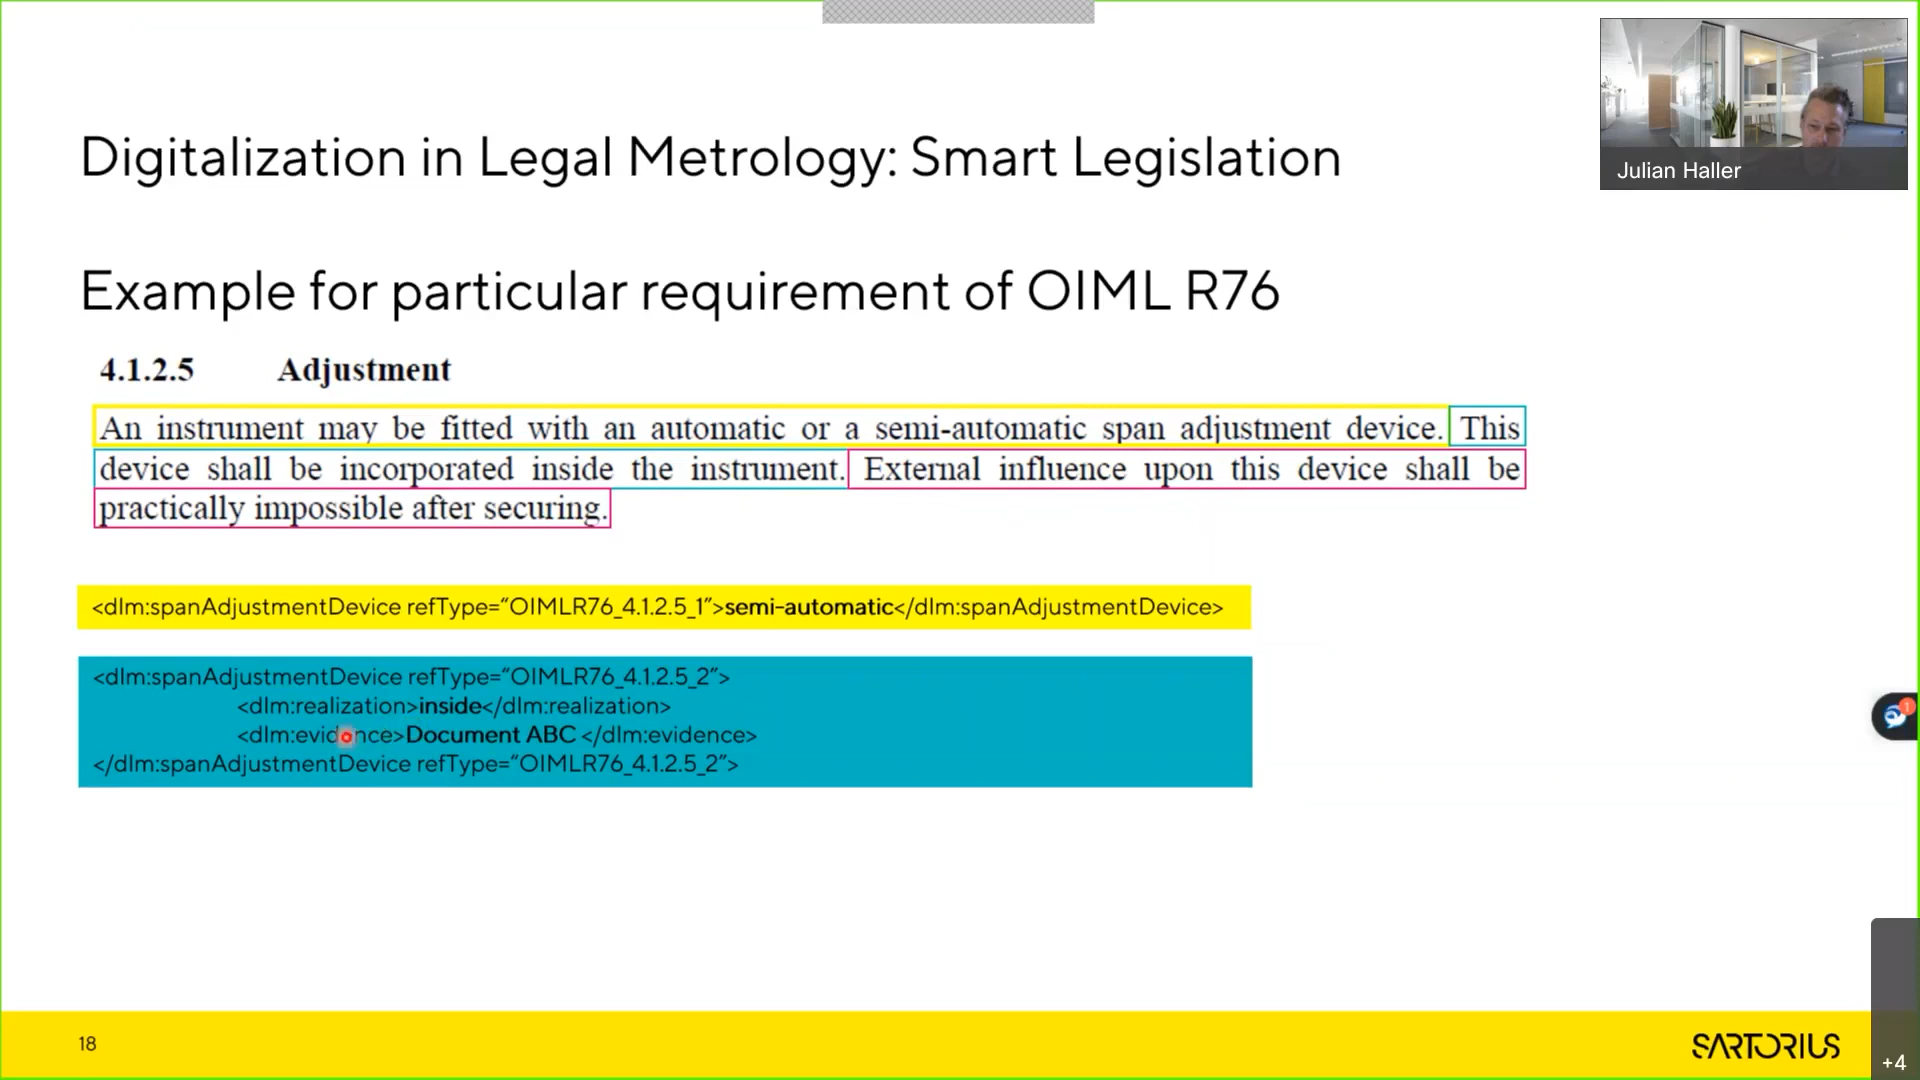 Julian Haller
Digitalization in Legal Metrology: Smart Legislation
Example for particular requirement of OIML R76
4.1.2.5 Adjustment
An instrument may be fitted with an automatic or a semi-automatic span adjustment device. This
device shall be incorporated inside the instrument. External influence upon this device shall be
practically impossible after securing.
<dlm:spanAdjustmentDevice refType="OIMLR76_4.1.2.5_1">semi-automatic</dlm:spanAdjustmentDevice>
<dlm:spanAdjustmentDevice refType="OIMLR76_4.1.2.5_2">
<dlm:realization>inside</dlm:realization>
<dlm:evidence>Document ABC </dlm:evidence>
</dlm:spanAdjustmentDevice refType="OIMLR76_4.1.2.5_2">
1
18
SARTORIUS
+4